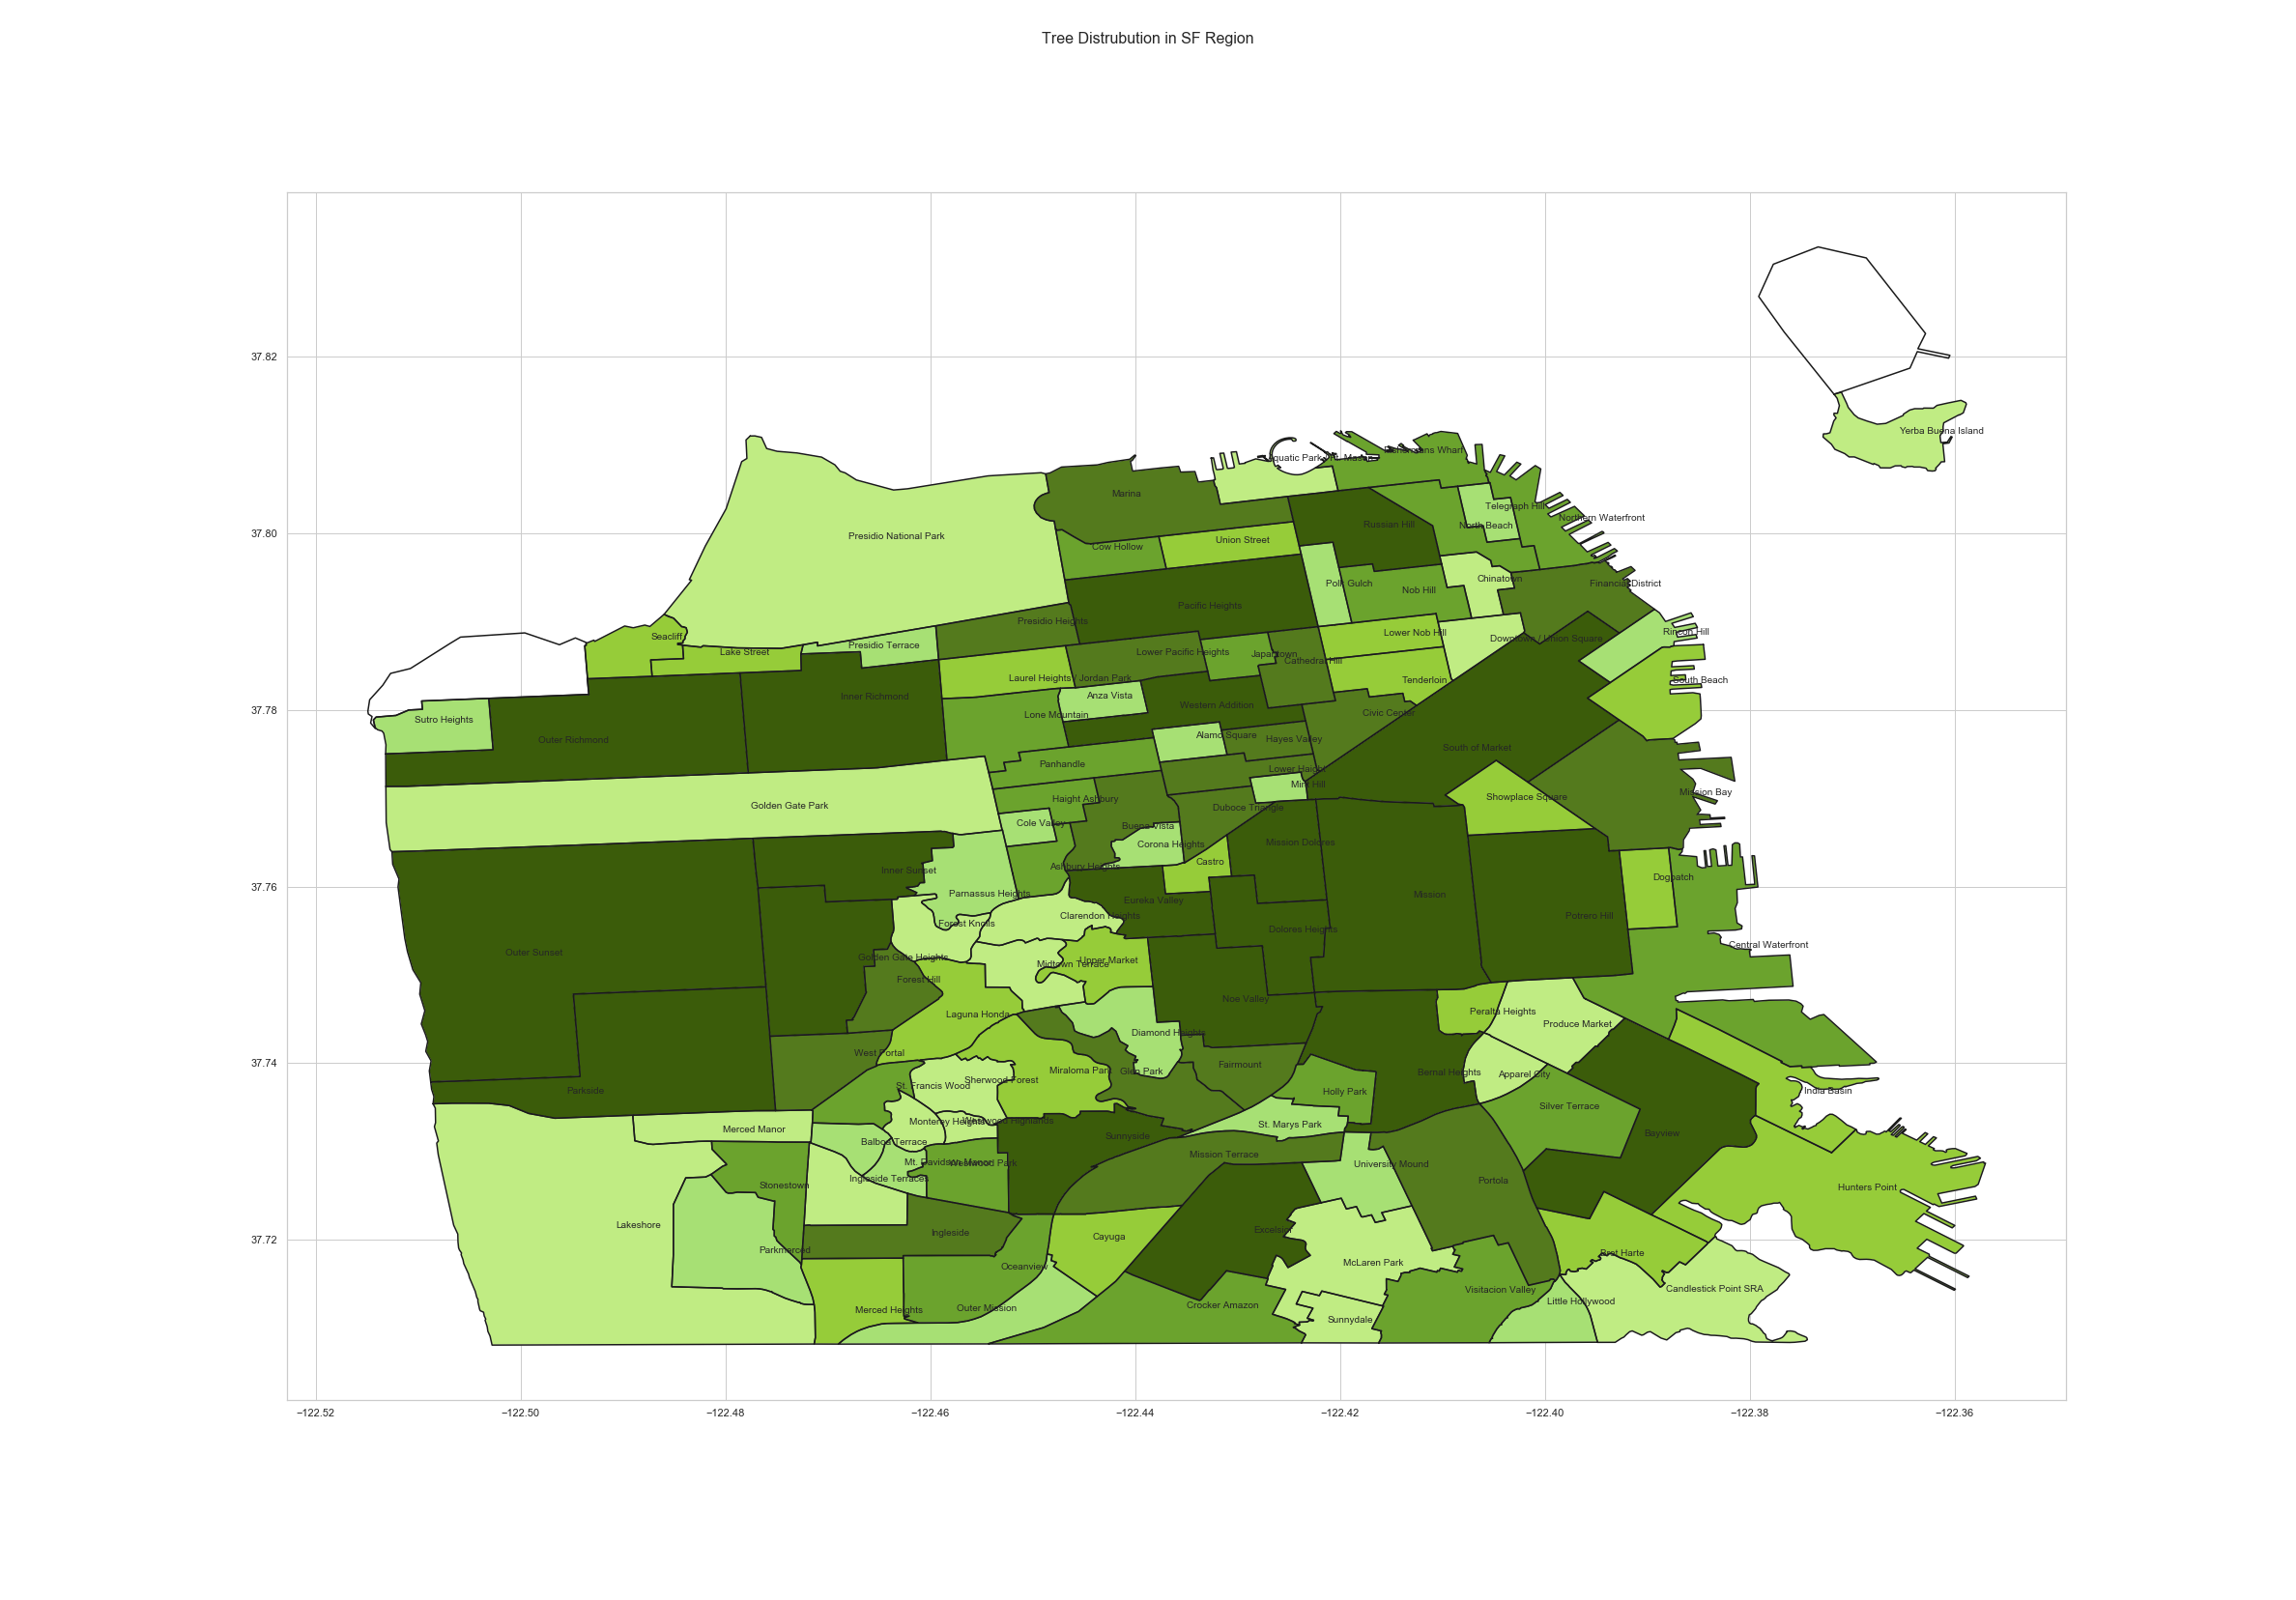 Tree Distrubution in SF Region
37.82
Yerba Buena Island
Aquatic Park / Ft. Mason
Fishermans Wharf
Marina
Telegraph Hill
Northern Waterfront
37.80
Presidio National Park
Russian Hill
North Beach
Cow Hollow
Union Street
Polk Gulch
Nob Hill
Chinatown
Financial District
Pacific Heights
Presidio Heights
Seacliff
Lake Street
Presidio Terrace
Lower Pacific Heights
Japantown
Cathedral Hill
Lower Nob Hill
Downtown / Union Square
Rincon Hill
Laurel Heights / Jordan Park
Tenderloin
South Beach
Inner Richmond
Anza Vista
37.78
Sutro Heights
Lone Mountain
Western Addition
Civic Center
Outer Richmond
Alamo Square
Hayes Valley
South of Market
Panhandle
Lower Haight
Mint Hill
Golden Gate Park
Haight Ashbury
Duboce Triangle
Showplace Square
Mission Bay
Cole Valley
Buena Vista
Corona Heights
Mission Dolores
37.76
Inner Sunset
Ashbury Heights
Castro
Dogpatch
Parnassus Heights
Eureka Valley
Mission
Forest Knolls
Clarendon Heights
Potrero Hill
Outer Sunset
Dolores Heights
Central Waterfront
Golden Gate Heights
Midtown Terrace
Upper Market
Forest Hill
Noe Valley
Laguna Honda
Peralta Heights
Produce Market
Diamond Heights
37.74
West Portal
Miraloma Park
Glen Park
Fairmount
Bernal Heights
Apparel City
Parkside
St. Francis Wood
Sherwood Forest
Holly Park
India Basin
Silver Terrace
Merced Manor
Monterey Heights
Westwood Highlands
St. Marys Park
Balboa Terrace
Sunnyside
Bayview
Mt. Davidson Manor
Westwood Park
Mission Terrace
University Mound
Stonestown
Ingleside Terraces
Portola
Hunters Point
Lakeshore
37.72
Ingleside
Cayuga
Excelsior
Parkmerced
Oceanview
McLaren Park
Bret Harte
Merced Heights
Outer Mission
Crocker Amazon
Visitacion Valley
Little Hollywood
Candlestick Point SRA
Sunnydale
−122.52
−122.50
−122.48
−122.46
−122.44
−122.42
−122.40
−122.38
−122.36